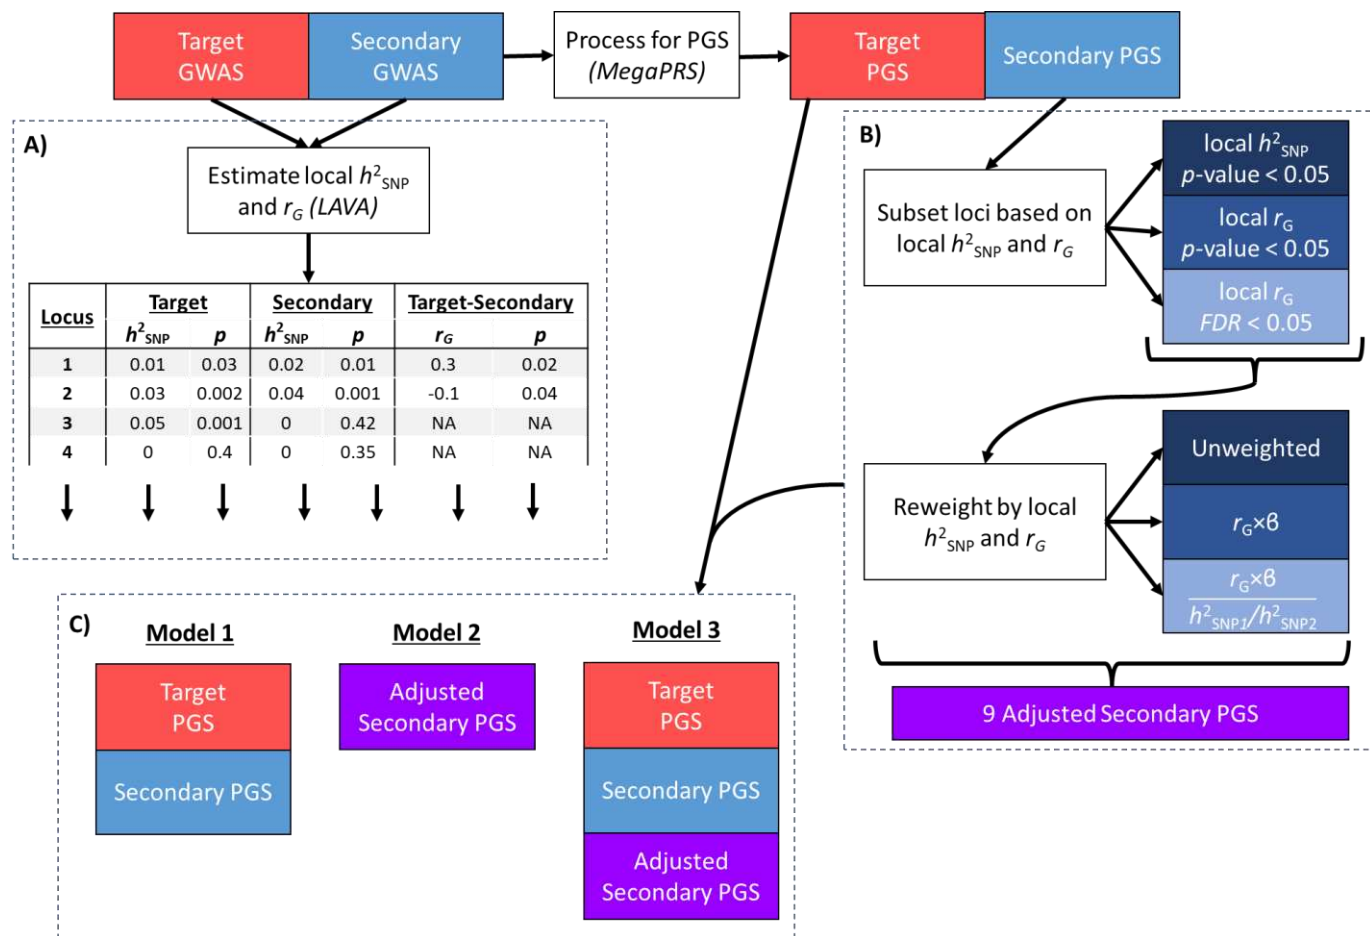 Target
GWAS
Secondary
GWAS
Process for PGS
(MegaPRS)
Target
PGS
Secondary PGS
A)
Estimate local h²SNP
and rG (LAVA)
Locus Target Secondary Target-Secondary
h²SNP p h²SNP p rG p
1 0.01 0.03 0.02 0.01 0.3 0.02
2 0.03 0.002 0.04 0.001 -0.1 0.04
3 0.05 0.001 0 0.42 NA NA
4 0 0.4 0 0.35 NA NA
B)
Subset loci based on
local h²SNP and rG
local h²SNP
p-value < 0.05
local rG
p-value < 0.05
local rG
FDR < 0.05
Reweight by local
h²SNP and rG
Unweighted
rG×β
rG×β
h²SNP1/h²SNP2
9 Adjusted Secondary PGS
C)
Model 1
Target
PGS
Secondary PGS
Model 2
Adjusted
Secondary PGS
Model 3
Target
PGS
Secondary PGS
Adjusted
Secondary PGS